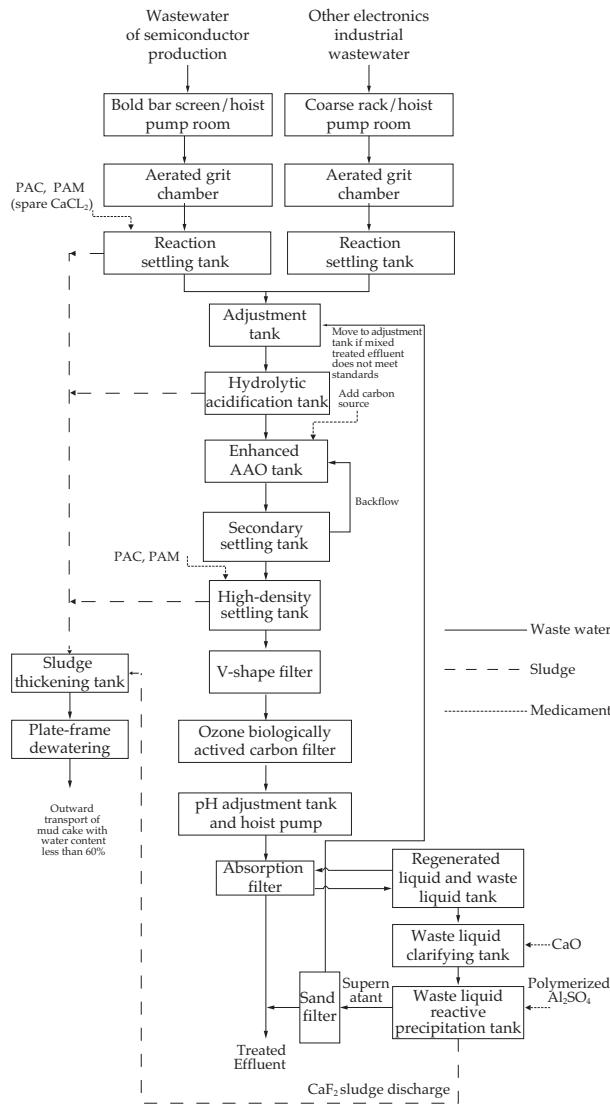 Wastewater
of semiconductor
production
Other electronics
industrial
wastewater
Bold bar screen/hoist
pump room
Coarse rack/hoist
pump room
Aerated grit
chamber
Aerated grit
chamber
PAC, PAM
(spare CaCL₂)
Reaction
settling tank
Reaction
settling tank
Adjustment
tank
Move to adjustment
tank if mixed
treated effluent
does not meet
standards
Hydrolytic
acidification tank
Add carbon
source
Enhanced
AAO tank
Backflow
Secondary
settling tank
PAC, PAM
High-density
settling tank
Waste water
Sludge
Medicament
Sludge
thickening tank
V-shape filter
Plate-frame
dewatering
Ozone biologically
actived carbon filter
Outward
transport of
mud cake with
water content
less than 60%
pH adjustment tank
and hoist pump
Absorption
filter
Regenerated
liquid and waste
liquid tank
Waste liquid
clarifying tank
CaO
Sand
filter
Supern
atant
Waste liquid
reactive
precipitation tank
Polymerized
Al₂SO₄
Treated
Effluent
CaF₂ sludge discharge